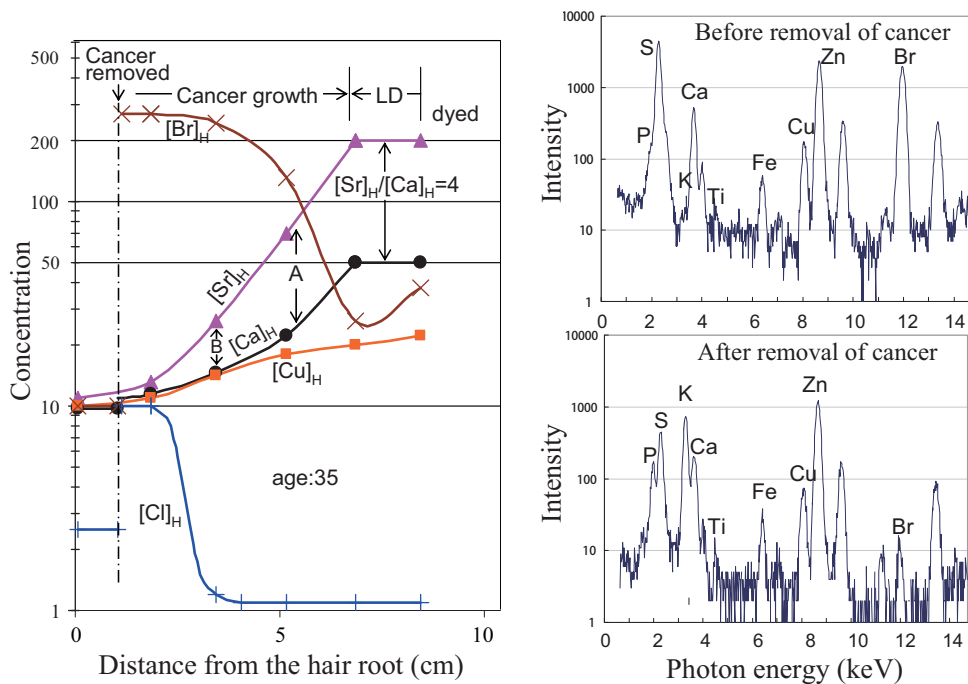 500
200
100
50
10
1
0
5
10
Concentration
Distance from the hair root (cm)
Cancer
removed
Cancer growth
LD
dyed
[Br]H
[Sr]H/[Ca]H=4
[Sr]H
A
B
[Ca]H
[Cu]H
age:35
[Cl]H
10000
1000
100
10
1
0 2 4 6 8 10 12 14
Intensity
Before removal of cancer
S
Zn
Br
Ca
Cu
P
K
Ti
Fe
10000
1000
100
10
1
0 2 4 6 8 10 12 14
Intensity
Photon energy (keV)
After removal of cancer
Zn
K
S
P
Ca
Cu
Fe
Ti
Br